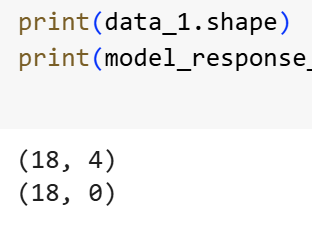 print(data_1.shape)
print(model_response_
(18, 4)
(18, 0)